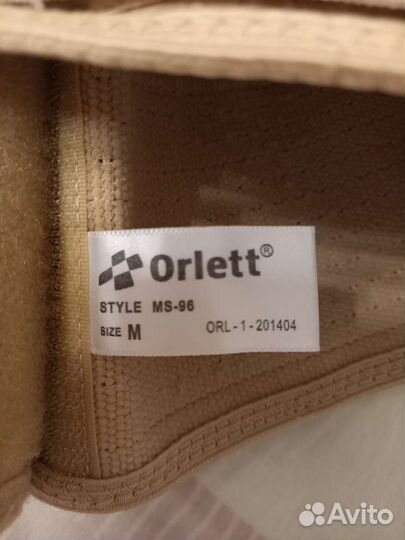 Orlett®
STYLE MS-96
SIZE M ORL-1-201404
Avito